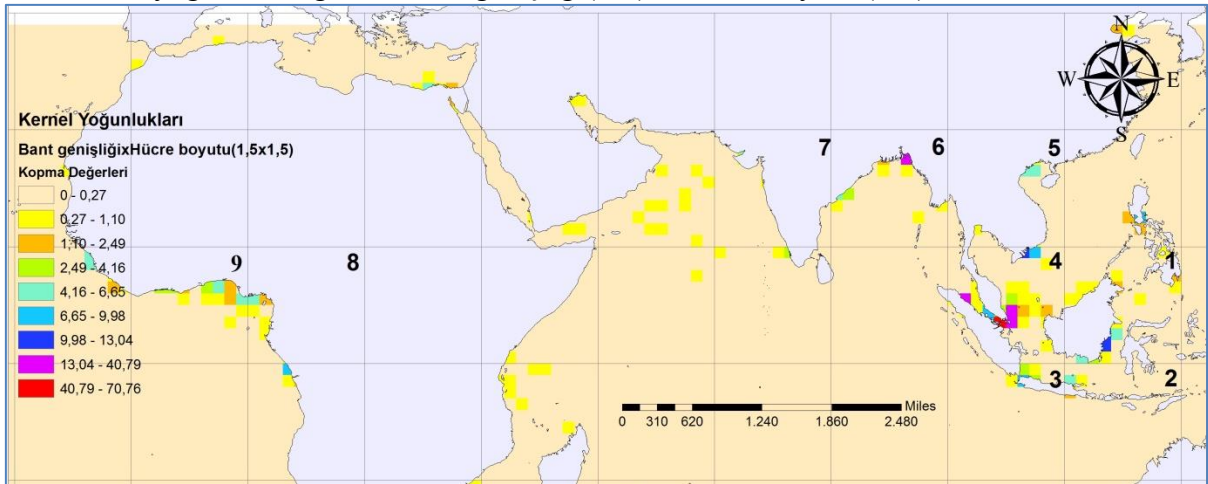 N
W E
S
Kernel Yoğunlukları
Bant genişliğixHücre boyutu(1,5x1,5)
Kopma Değerleri
0 - 0,27
0,27 - 1,10
1,10 - 2,49
2,49 - 4,16
4,16 - 6,65
6,65 - 9,98
9,98 - 13,04
13,04 - 40,79
40,79 - 70,76
7
6
5
9
8
4
1
3
2
Miles
0 310 620 1.240 1.860 2.480